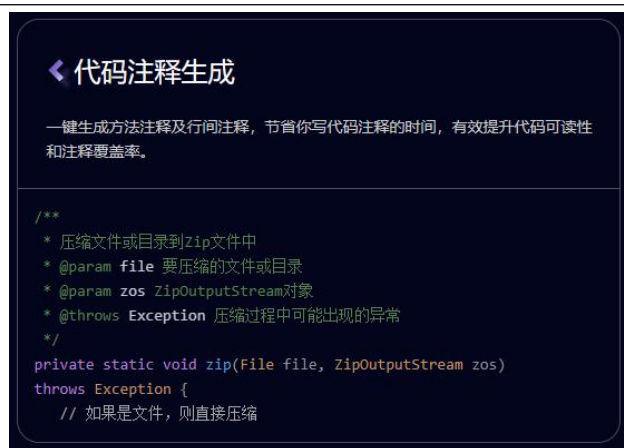 代码注释生成
一键生成方法注释及行间注释，节省你写代码注释的时间，有效提升代码可读性
和注释覆盖率。
/**
 * 压缩文件或目录到Zip文件中
 * @param file 要压缩的文件或目录
 * @param zos ZipOutputStream对象
 * @throws Exception 压缩过程中可能出现的异常
 */
private static void zip(File file, ZipOutputStream zos)
throws Exception {
   // 如果是文件，则直接压缩